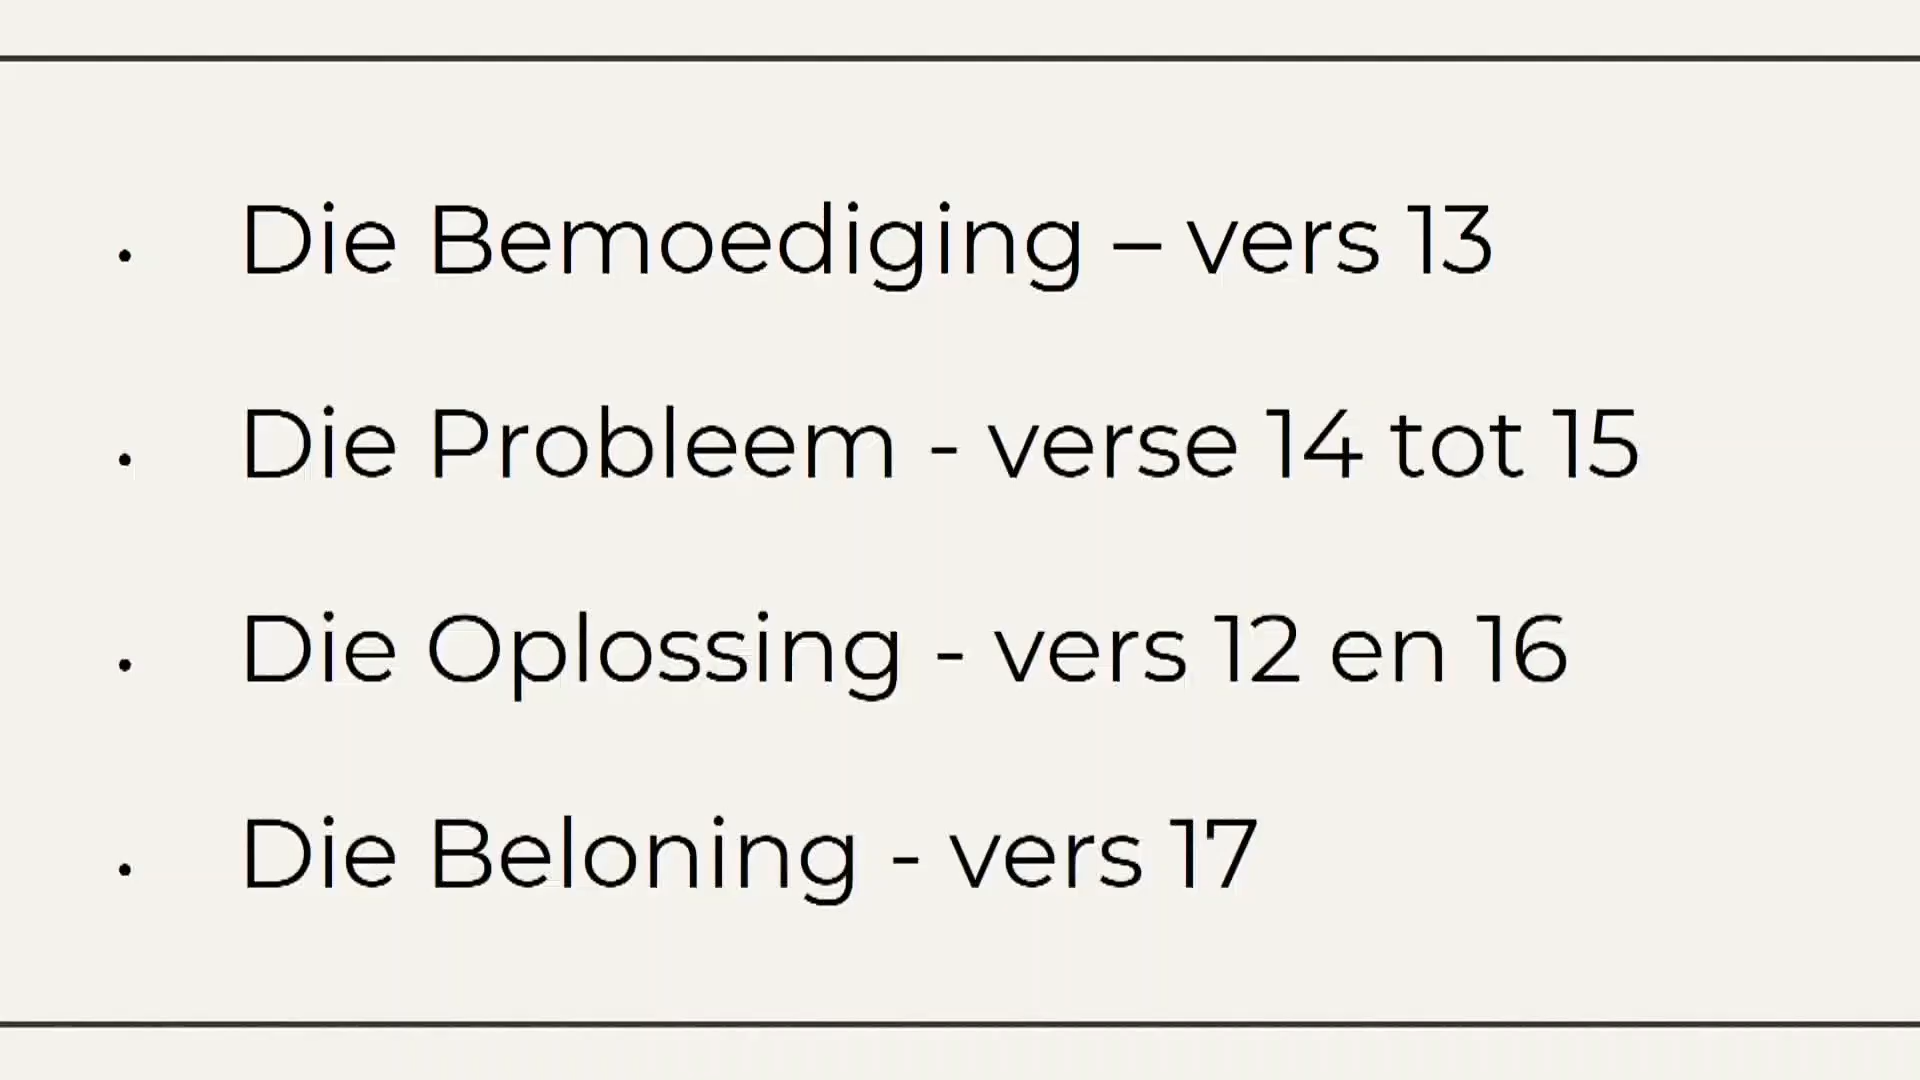 • Die Bemoediging – vers 13
• Die Probleem - verse 14 tot 15
• Die Oplossing - vers 12 en 16
• Die Beloning - vers 17